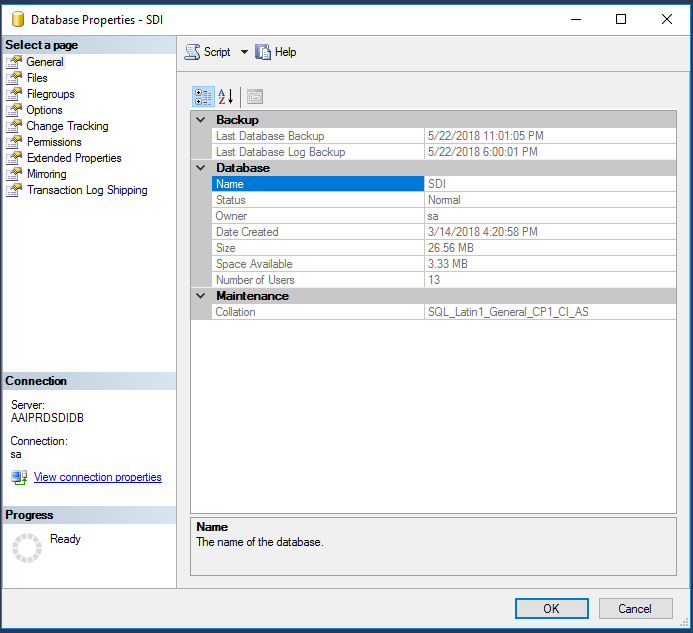 Database Properties - SDI
Select a page
General
Files
Filegroups
Options
Change Tracking
Permissions
Extended Properties
Mirroring
Transaction Log Shipping
Connection
Server:
AAIPRDSDIDB
Connection:
sa
View connection properties
Progress
Ready
Script Help
Backup
Last Database Backup 5/22/2018 11:01:05 PM
Last Database Log Backup 5/22/2018 6:00:01 PM
Database
Name SDI
Status Normal
Owner sa
Date Created 3/14/2018 4:20:58 PM
Size 26.56 MB
Space Available 3.33 MB
Number of Users 13
Maintenance
Collation SQL_Latin1_General_CP1_CI_AS
Name
The name of the database.
OK Cancel